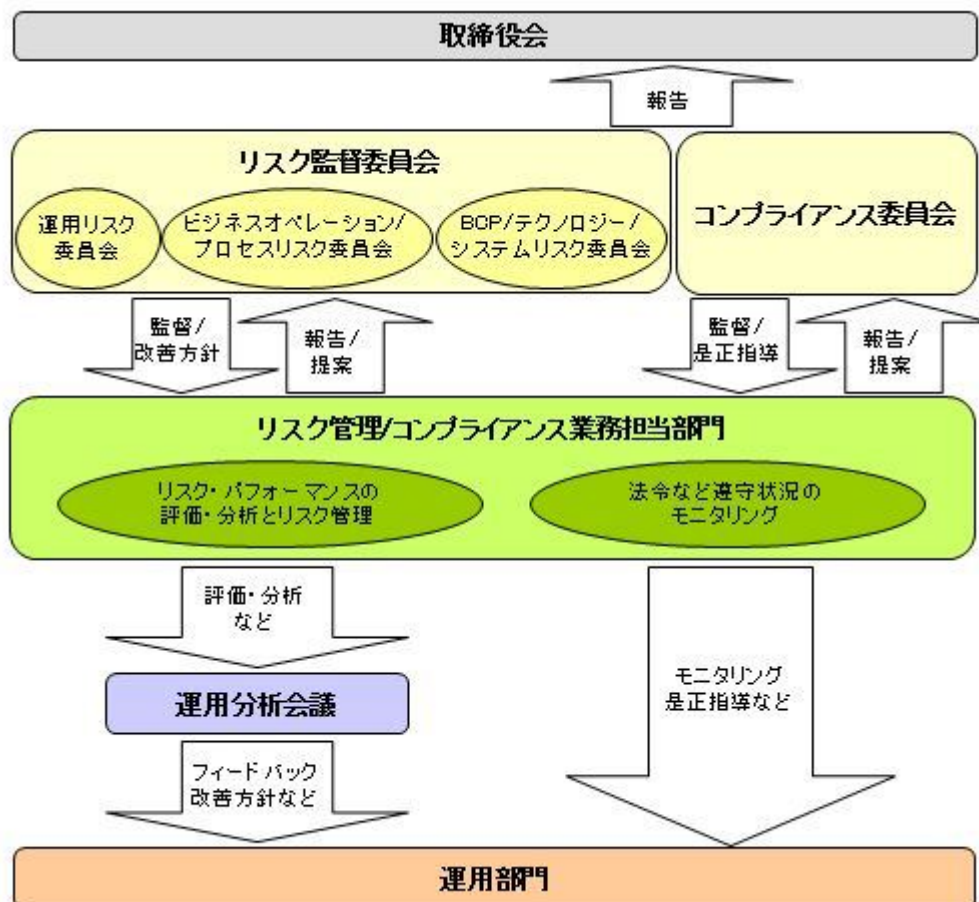 取締役会
報告
リスク監督委員会
運用リスク
委員会
ビジネスオペレーション/
プロセスリスク委員会
BCP/テクノロジー/
システムリスク委員会
コンプライアンス委員会
監督/
改善方針
報告/
提案
監督/
是正指導
報告/
提案
リスク管理/コンプライアンス業務担当部門
リスク・パフォーマンスの
評価・分析とリスク管理
法令など遵守状況の
モニタリング
評価・分析
など
運用分析会議
モニタリング
是正指導など
フィードバック
改善方針など
運用部門